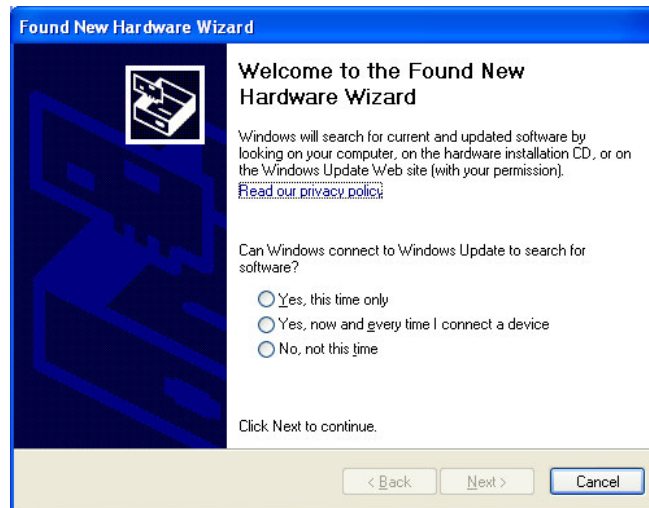 Found New Hardware Wizard
Welcome to the Found New
Hardware Wizard
Windows will search for current and updated software by
looking on your computer, on the hardware installation CD, or on
the Windows Update Web site (with your permission).
Read our privacy policy
Can Windows connect to Windows Update to search for
software?
Yes, this time only
Yes, now and every time I connect a device
No, not this time
Click Next to continue.
< Back Next > Cancel